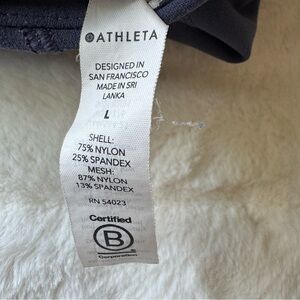 ATHLETA
DESIGNED IN
SAN FRANCISCO
MADE IN SRI
LANKA
L
SHELL:
75% NYLON
25% SPANDEX
MESH:
87% NYLON
13% SPANDEX
RN 54023
Certified
B
Corporation